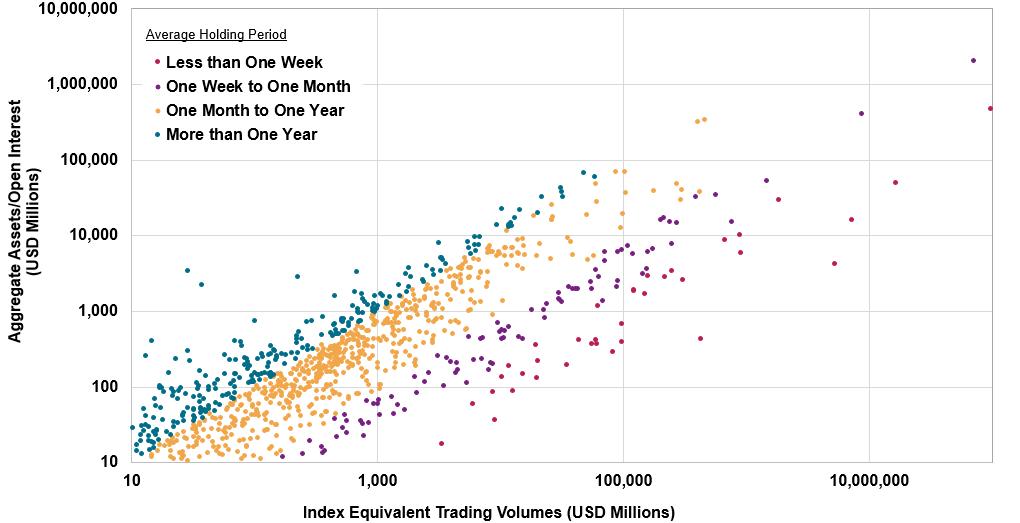 10,000,000
1,000,000
100,000
10,000
1,000
100
10
Aggregate Assets/Open Interest
(USD Millions)
Average Holding Period
Less than One Week
One Week to One Month
One Month to One Year
More than One Year
10
1,000
100,000
10,000,000
Index Equivalent Trading Volumes (USD Millions)